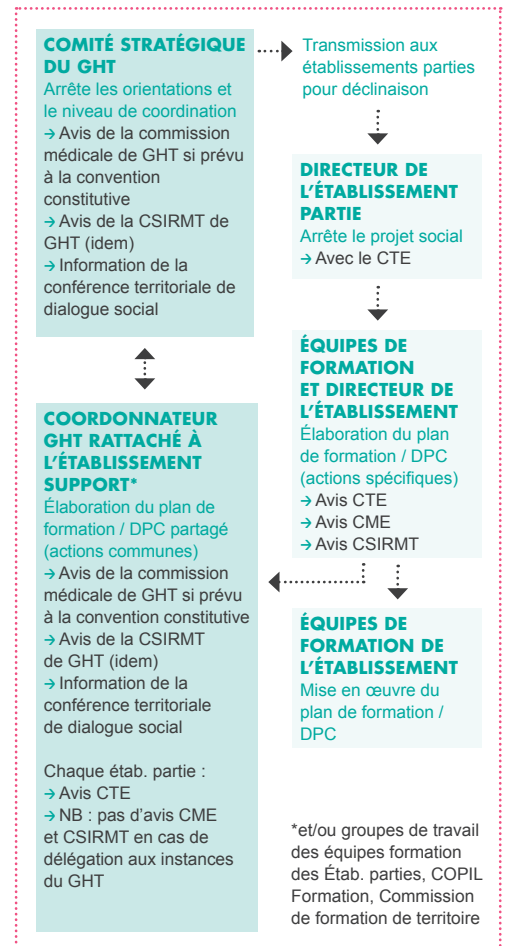 COMITÉ STRATÉGIQUE
DU GHT
Arrête les orientations et
le niveau de coordination
→ Avis de la commission
médicale de GHT si prévu
à la convention
constitutive
→ Avis de la CSIRMT de
GHT (idem)
→ Information de la
conférence territoriale de
dialogue social
Transmission aux
établissements parties
pour déclinaison
DIRECTEUR DE
L'ÉTABLISSEMENT
PARTIE
Arrête le projet social
→ Avec le CTE
ÉQUIPES DE
FORMATION
ET DIRECTEUR DE
L'ÉTABLISSEMENT
Élaboration du plan
de formation / DPC
(actions spécifiques)
→ Avis CTE
→ Avis CME
→ Avis CSIRMT
COORDONNATEUR
GHT RATTACHÉ À
L'ÉTABLISSEMENT
SUPPORT*
Élaboration du plan de
formation / DPC partagé
(actions communes)
→ Avis de la commission
médicale de GHT si prévu
à la convention constitutive
→ Avis de la CSIRMT
de GHT (idem)
→ Information de la
conférence territoriale
de dialogue social
Chaque étab. partie :
→ Avis CTE
→ NB : pas d'avis CME
et CSIRMT en cas de
délégation aux instances
du GHT
ÉQUIPES DE
FORMATION DE
L'ÉTABLISSEMENT
Mise en œuvre du
plan de formation /
DPC
*et/ou groupes de travail
des équipes formation
des Étab. parties, COPIL
Formation, Commission
de formation de territoire